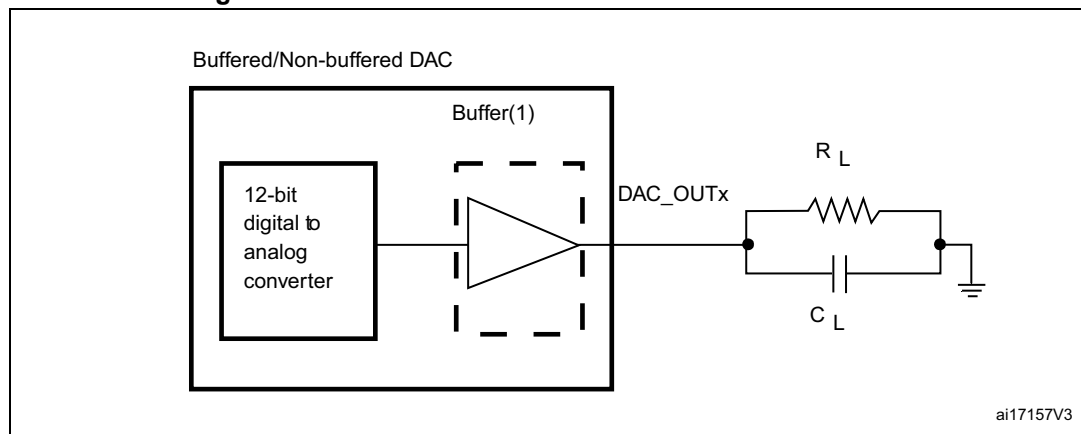 Buffered/Non-buffered DAC
Buffer(1)
12-bit
digital to
analog
converter
DAC_OUTx
R L
C L
ai17157V3